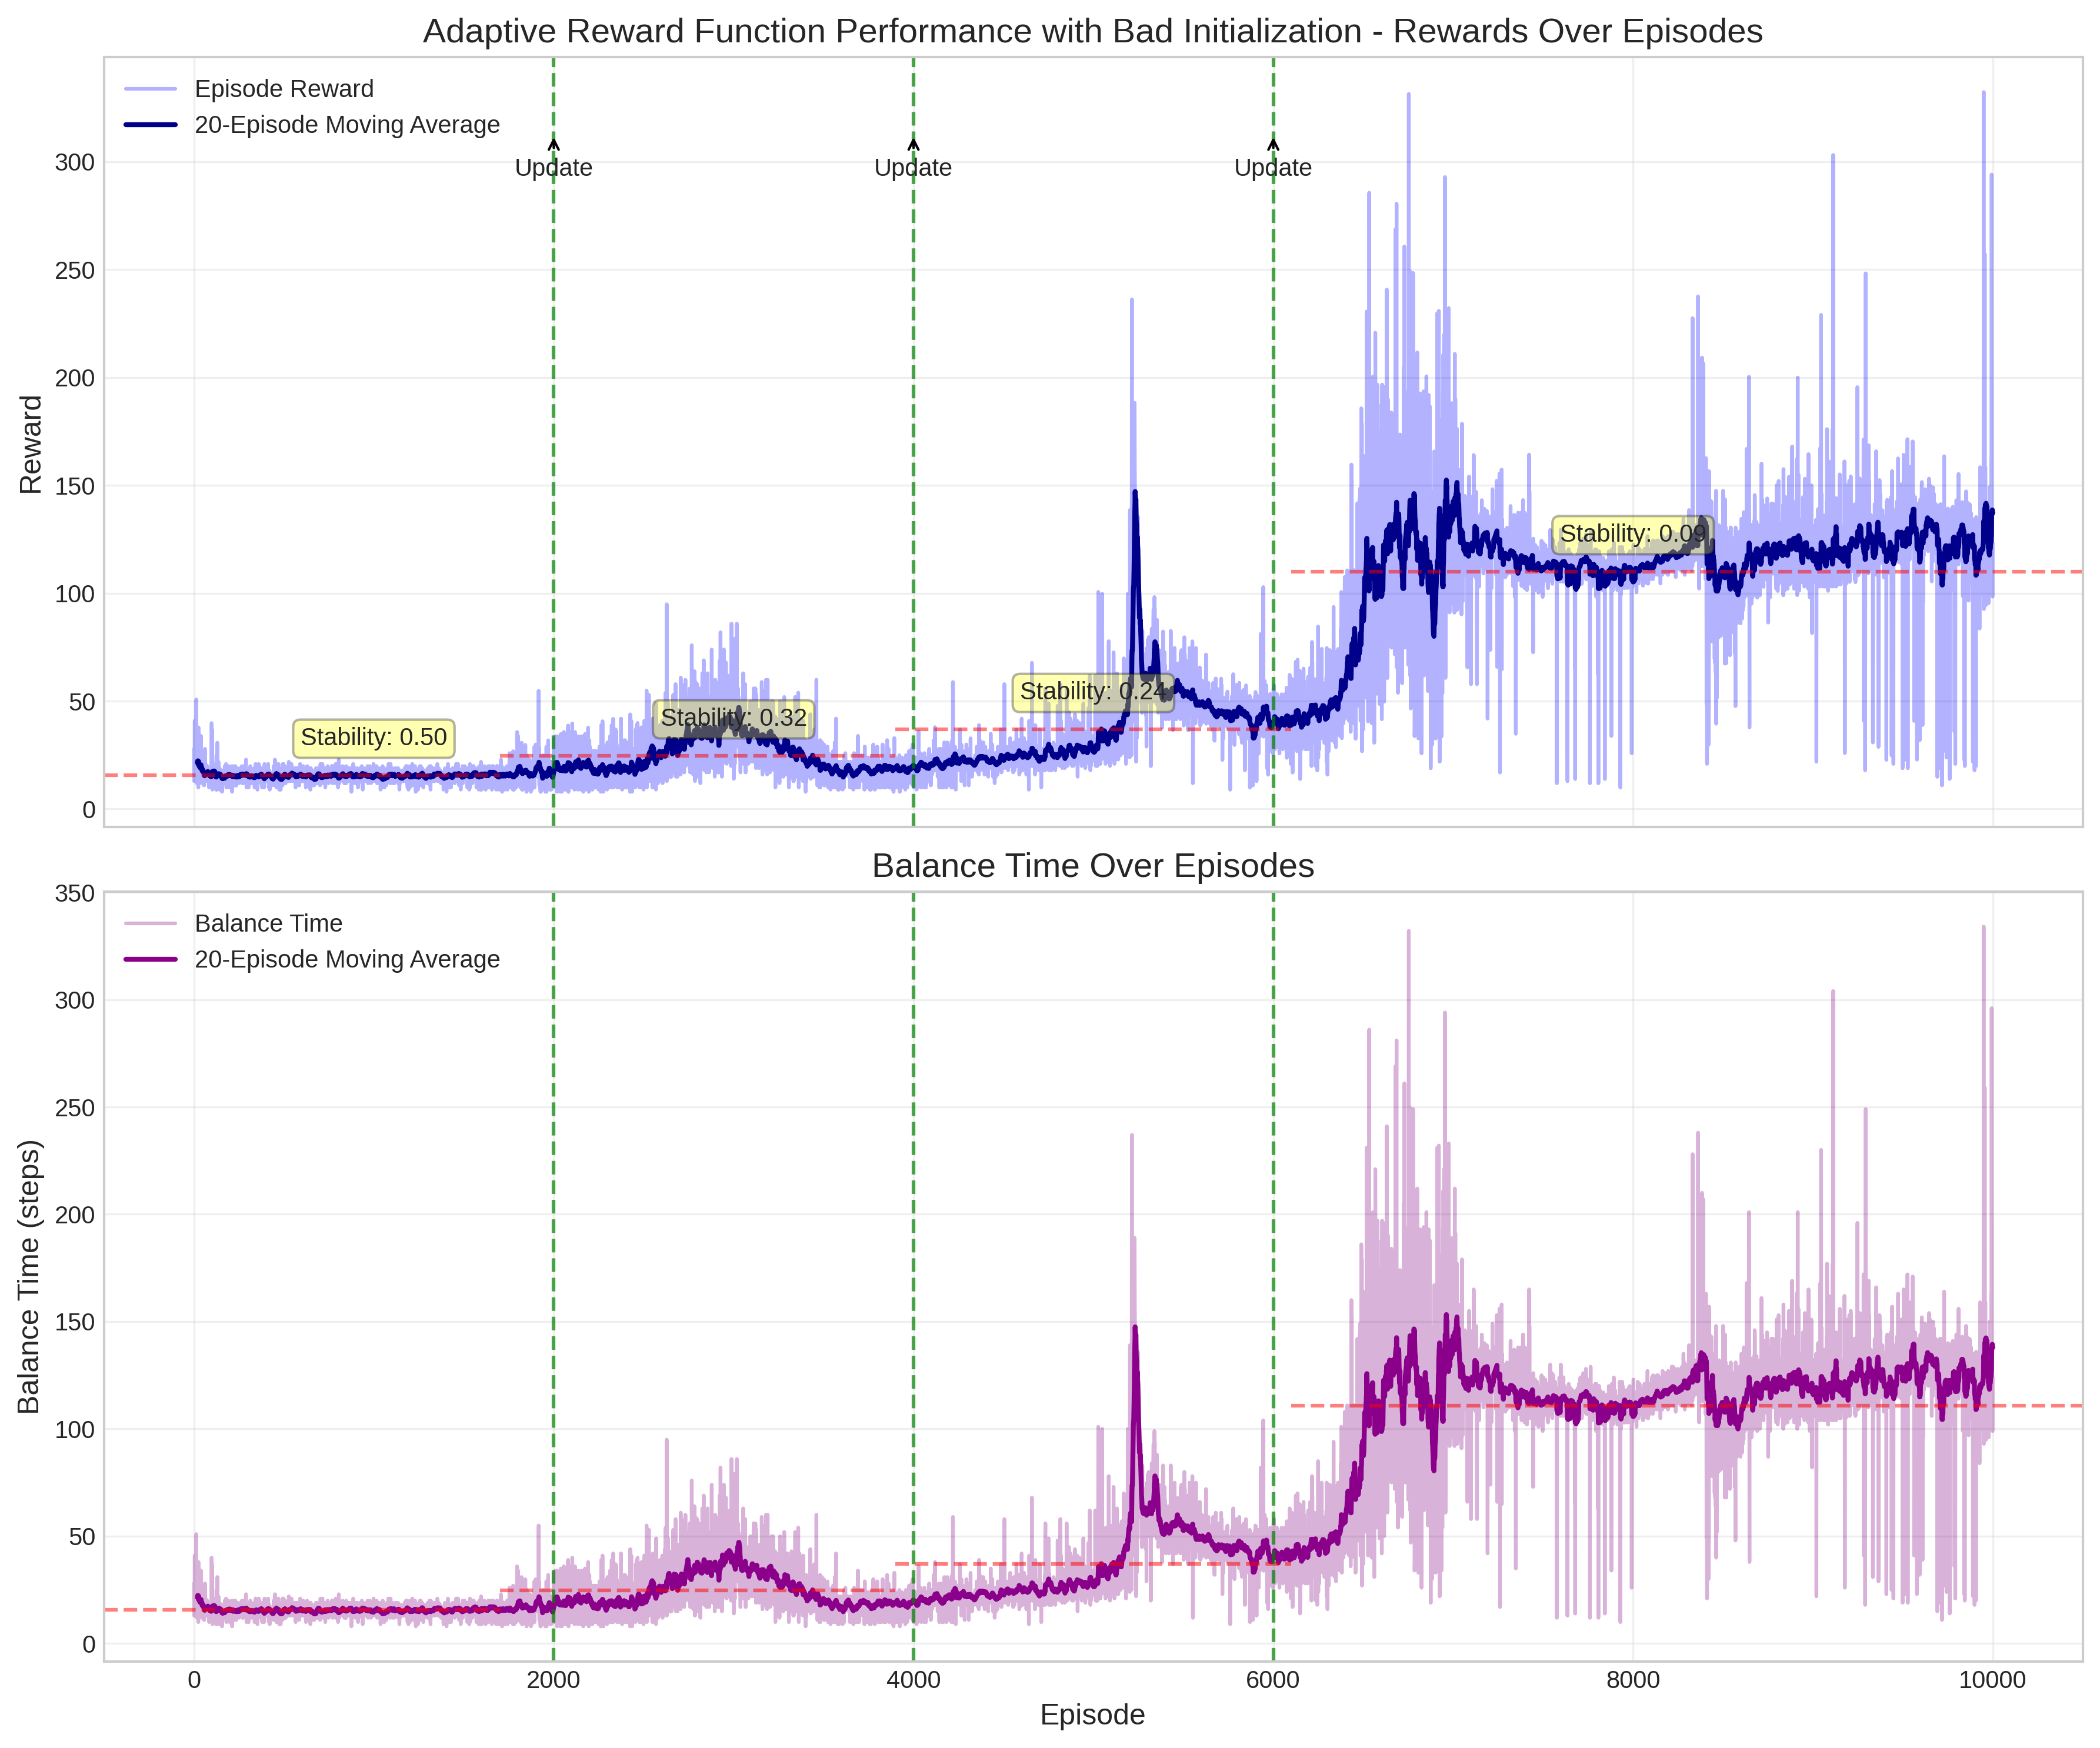 Adaptive Reward Function Performance with Bad Initialization - Rewards Over Episodes
Episode Reward
20-Episode Moving Average
Update
Update
Update
Stability: 0.50
Stability: 0.32
Stability: 0.24
Stability: 0.09
Reward
300
250
200
150
100
50
0
Balance Time Over Episodes
Balance Time
20-Episode Moving Average
Balance Time (steps)
350
300
250
200
150
100
50
0
0
2000
4000
6000
8000
10000
Episode